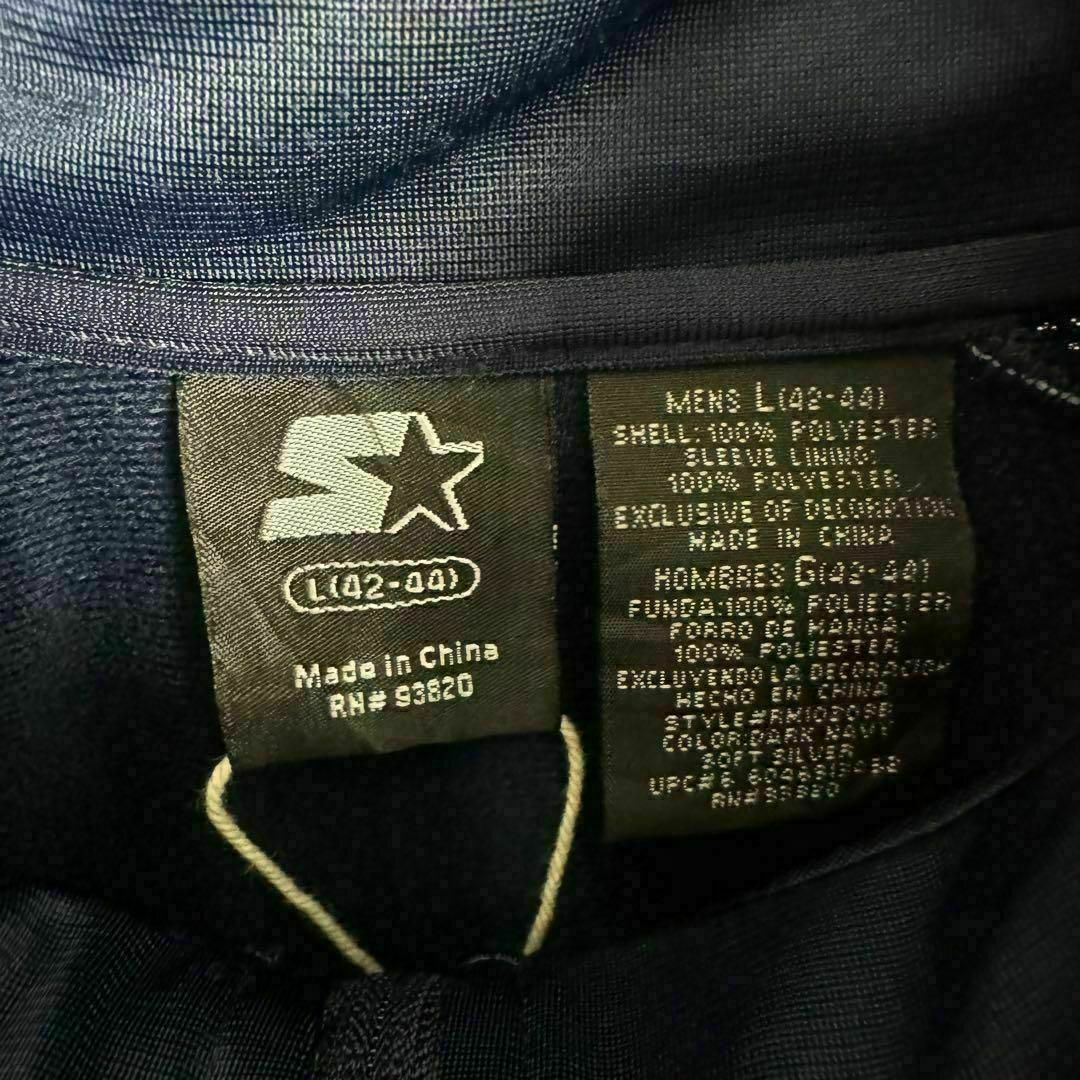 L(42-44)
Made in China
RN# 93820
MENS L(42-44)
SHELL: 100% POLYESTER
SLEEVE LINING:
100% POLYESTER
EXCLUSIVE OF DECORATION
MADE IN CHINA
HOMBRES G(42-44)
FUNDA:100% POLIESTER
FORRO DE MANGA:
100% POLIESTER
EXCLUYENDO LA DECORACION
HECHO EN CHINA
COLOR:DARK NAVY
SOFT SILVER
UPC#
RN#